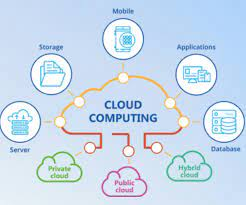 Mobile
Storage
Applications
CLOUD
COMPUTING
Server
Database
Private
cloud
Public
cloud
Hybrid
cloud